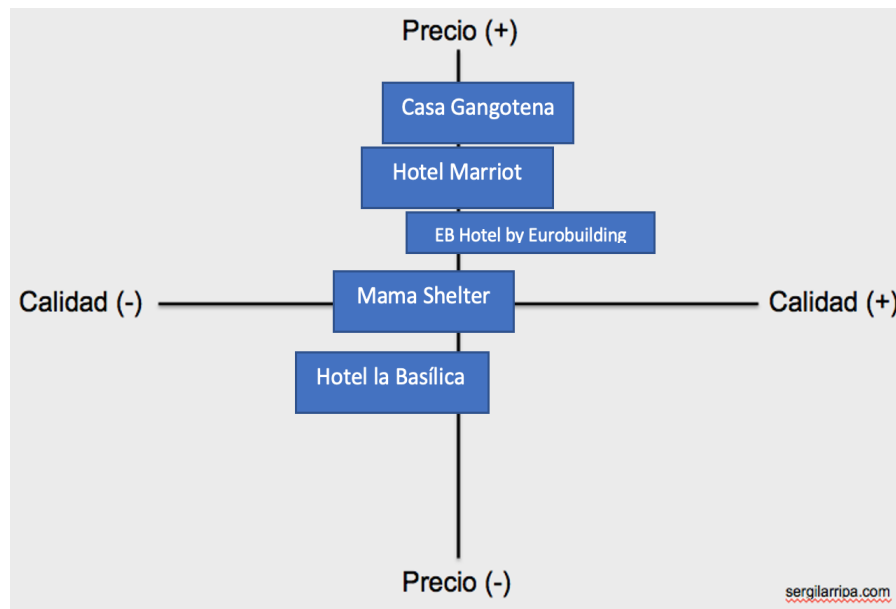 Precio (+)
Casa Gangotena
Hotel Marriot
EB Hotel by Eurobuilding
Calidad (-)
Mama Shelter
Calidad (+)
Hotel la Basílica
Precio (-)
sergilarripa.com